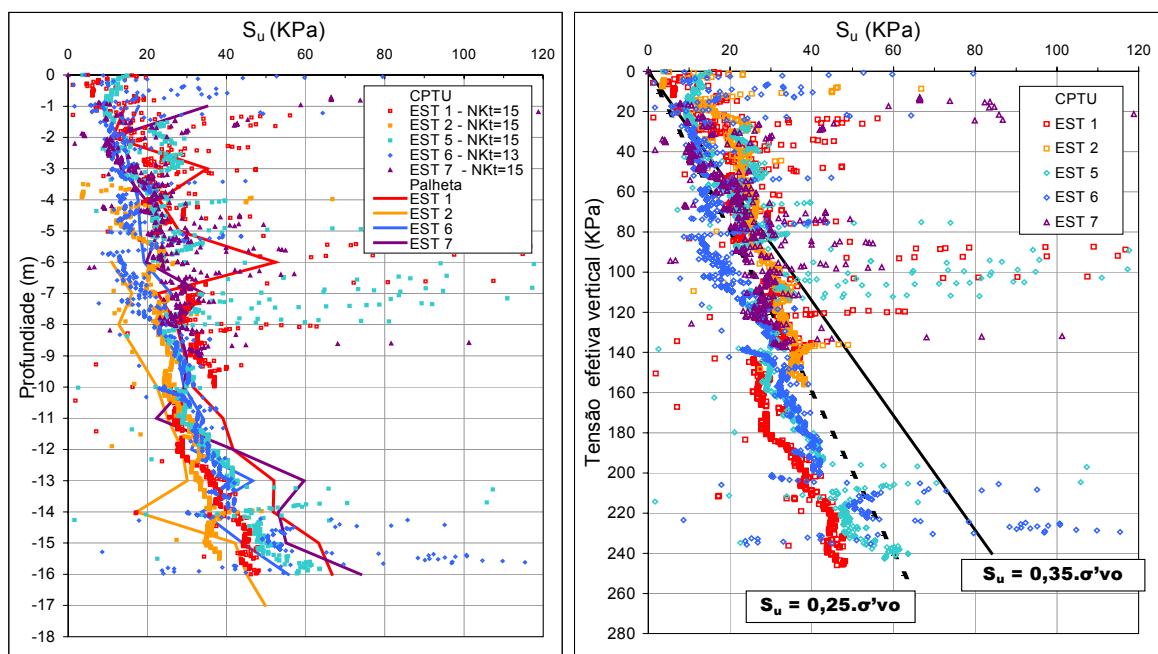 S_u (KPa)
0 20 40 60 80 100 120
Profundiade (m)
0
-1
-2
-3
-4
-5
-6
-7
-8
-9
-10
-11
-12
-13
-14
-15
-16
-17
-18
CPTU
EST 1 - NKt=15
EST 2 - NKt=15
EST 5 - NKt=15
EST 6 - NKt=13
EST 7 - NKt=15
Palheta
EST 1
EST 2
EST 6
EST 7
S_u (KPa)
0 20 40 60 80 100 120
Tensão efetiva vertical (KPa)
0
20
40
60
80
100
120
140
160
180
200
220
240
260
280
CPTU
EST 1
EST 2
EST 5
EST 6
EST 7
S_u = 0,35.σ'vo
S_u = 0,25.σ'vo